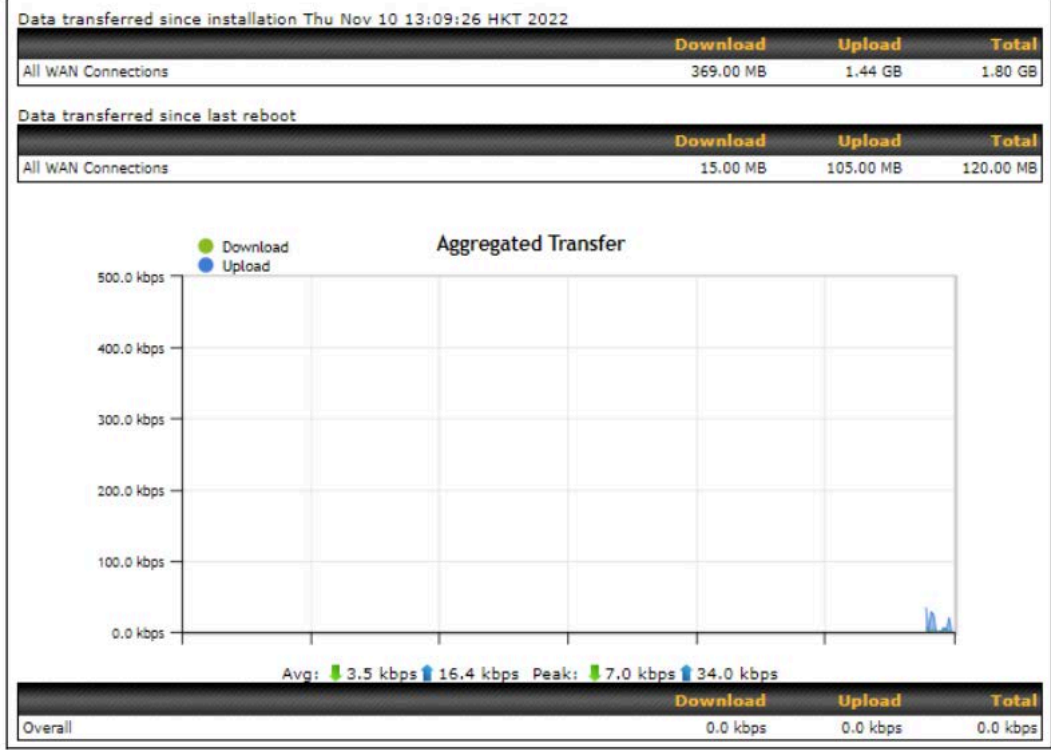 Data transferred since installation Thu Nov 10 13:09:26 HKT 2022
Download Upload Total
All WAN Connections 369.00 MB 1.44 GB 1.80 GB
Data transferred since last reboot
Download Upload Total
All WAN Connections 15.00 MB 105.00 MB 120.00 MB
Aggregated Transfer
Download
Upload
500.0 kbps
400.0 kbps
300.0 kbps
200.0 kbps
100.0 kbps
0.0 kbps
Avg: 3.5 kbps 16.4 kbps Peak: 7.0 kbps 34.0 kbps
Download Upload Total
Overall 0.0 kbps 0.0 kbps 0.0 kbps